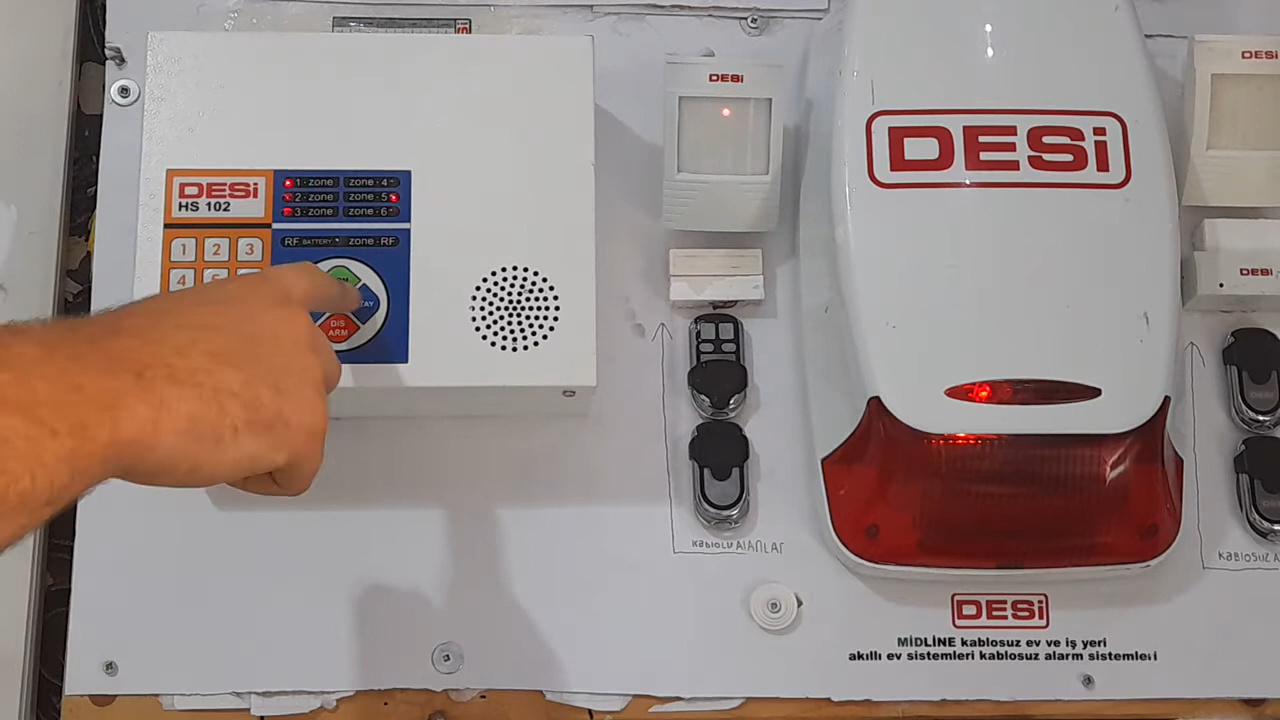 DESi
HS 102
1-zone zone-4
2-zone zone-5
3-zone zone-6
RF BATTERY zone-RF
1 2 3
4
TAY
DIS
ARM
DESi
DESi
DESi
DESi
KABLOLU ALANLAR
KABLOSUZ A
DESi
MİDLİNE kablosuz ev ve iş yeri
akıllı ev sistemleri kablosuz alarm sistemleri